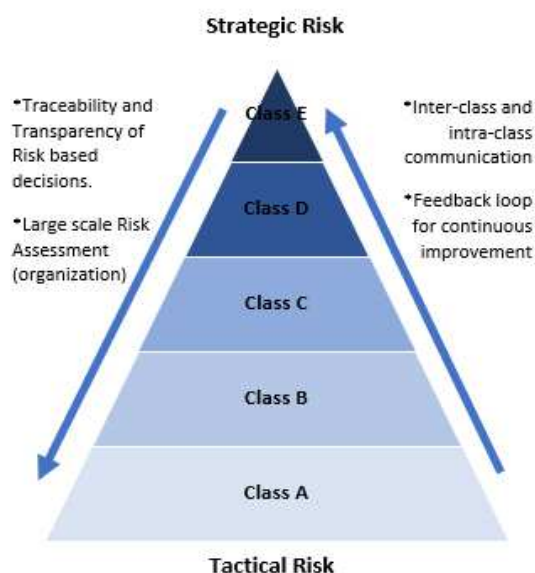 Strategic Risk
*Traceability and
Transparency of
Risk based
decisions.
*Large scale Risk
Assessment
(organization)
Class E
Class D
Class C
Class B
Class A
*Inter-class and
intra-class
communication
*Feedback loop
for continuous
improvement
Tactical Risk